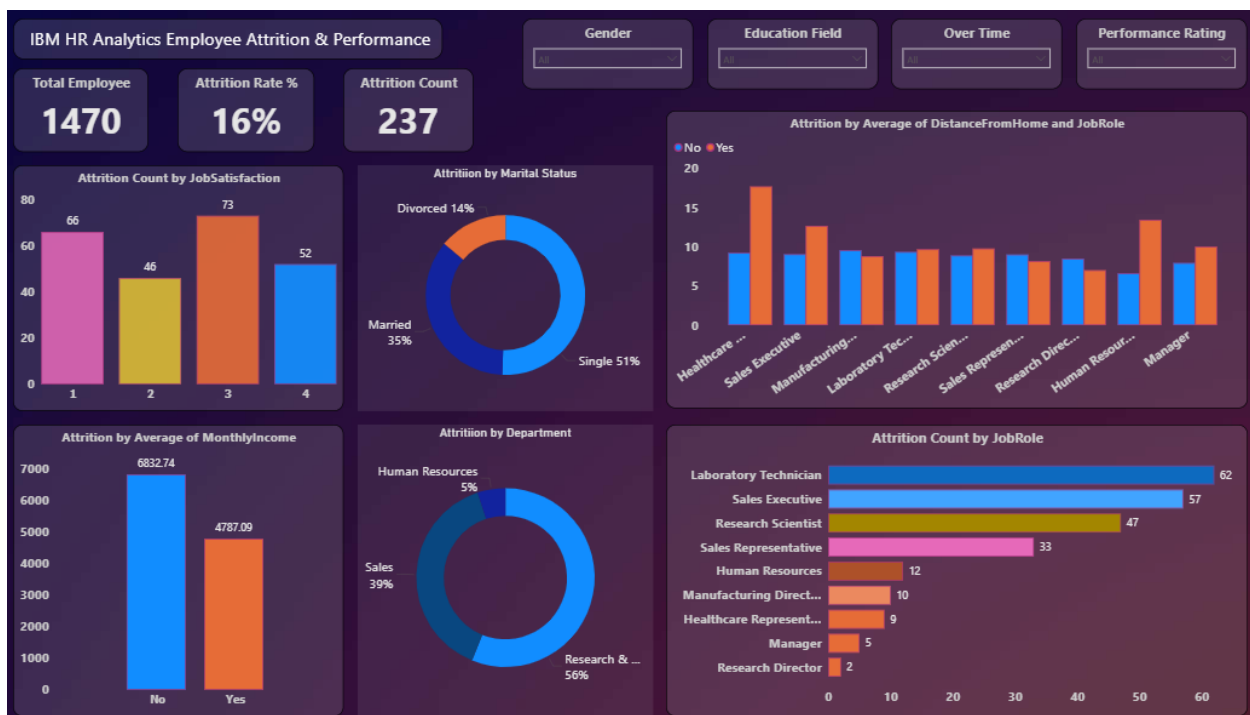 IBM HR Analytics Employee Attrition & Performance
Gender
All
Education Field
All
Over Time
All
Performance Rating
All
Total Employee
1470
Attrition Rate %
16%
Attrition Count
237
Attrition Count by JobSatisfaction
80
60
40
20
0
66
46
73
52
1
2
3
4
Attritiion by Marital Status
Divorced 14%
Married
35%
Single 51%
Attrition by Average of DistanceFromHome and JobRole
No Yes
20
15
10
5
0
Healthcare ...
Sales Executive
Manufacturing...
Laboratory Tec...
Research Scien...
Sales Represen...
Research Direc...
Human Resour...
Manager
Attrition by Average of MonthlyIncome
7000
6000
5000
4000
3000
2000
1000
0
6832.74
4787.09
No
Yes
Attritiion by Department
Human Resources
5%
Sales
39%
Research & ...
56%
Attrition Count by JobRole
Laboratory Technician 62
Sales Executive 57
Research Scientist 47
Sales Representative 33
Human Resources 12
Manufacturing Direct... 10
Healthcare Represent... 9
Manager 5
Research Director 2
0 10 20 30 40 50 60